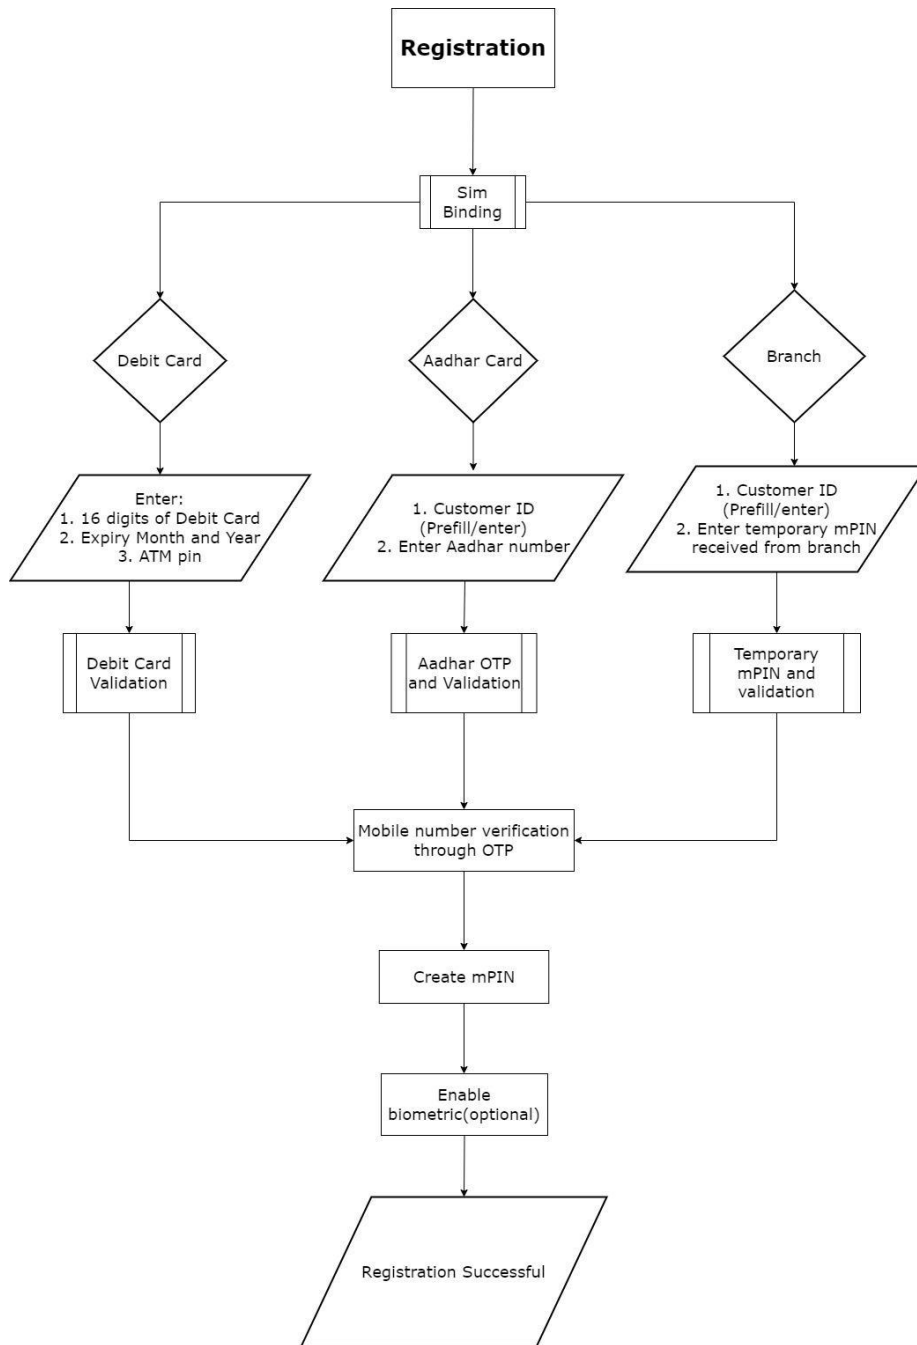 Registration
Sim
Binding
Debit Card
Aadhar Card
Branch
Enter:
1. 16 digits of Debit Card
2. Expiry Month and Year
3. ATM pin
1. Customer ID
(Prefill/enter)
2. Enter Aadhar number
1. Customer ID
(Prefill/enter)
2. Enter temporary mPIN
received from branch
Debit Card
Validation
Aadhar OTP
and Validation
Temporary
mPIN and
validation
Mobile number verification
through OTP
Create mPIN
Enable
biometric(optional)
Registration Successful